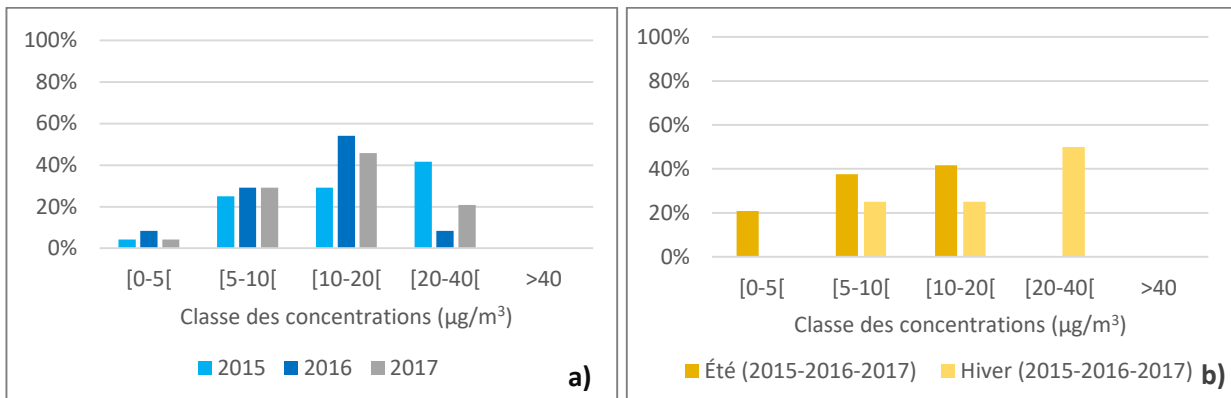 100%
80%
60%
40%
20%
0%
[0-5[ [5-10[ [10-20[ [20-40[ >40
Classe des concentrations (µg/m³)
2015 2016 2017
a)
100%
80%
60%
40%
20%
0%
[0-5[ [5-10[ [10-20[ [20-40[ >40
Classe des concentrations (µg/m³)
Été (2015-2016-2017) Hiver (2015-2016-2017)
b)